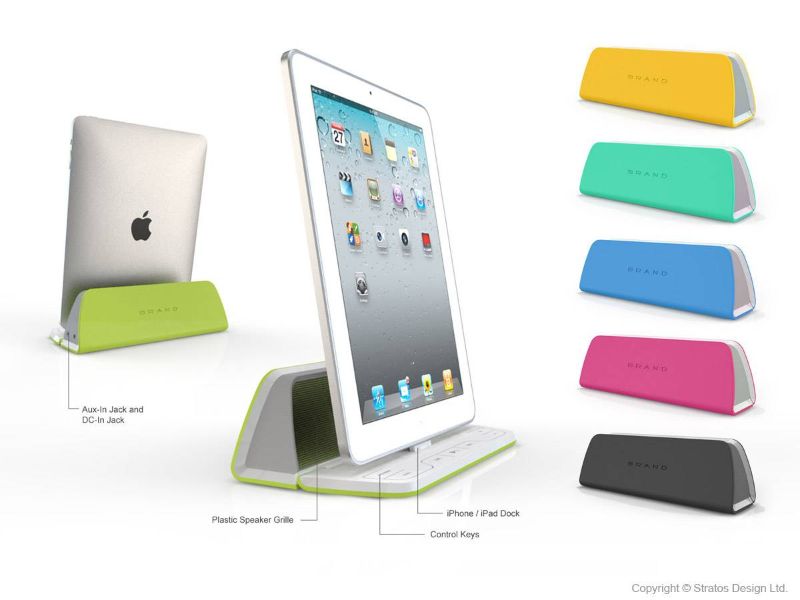 BRAND
BRAND
BRAND
BRAND
BRAND
BRAND
27
Aux-In Jack and
DC-In Jack
Plastic Speaker Grille
iPhone / iPad Dock
Control Keys
Copyright © Stratos Design Ltd.